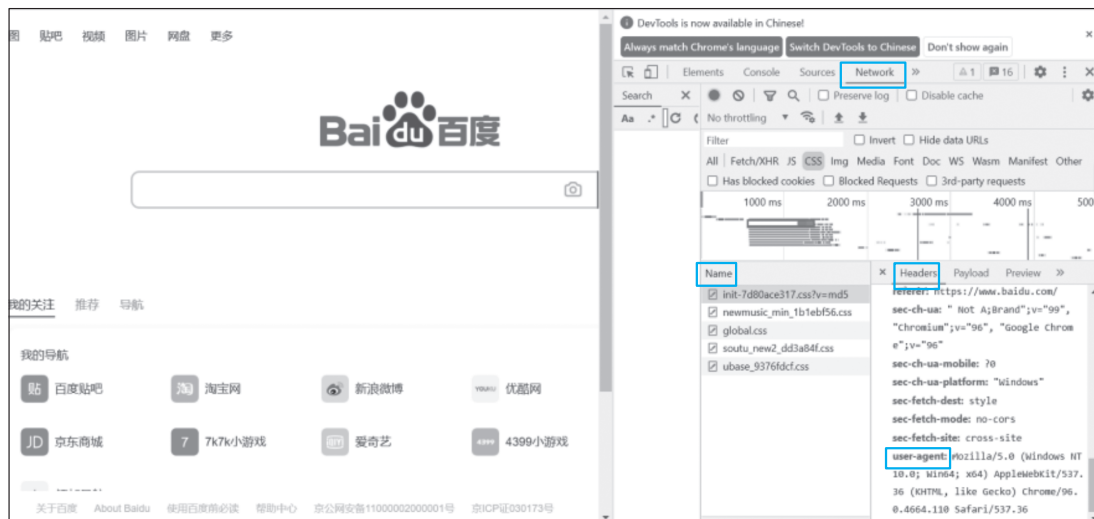 图 贴吧 视频 图片 网盘 更多
Bai du 百度
我的关注 推荐 导航
我的导航
贴 百度贴吧 淘 淘宝网 新浪微博 YOUKU 优酷网
JD 京东商城 7 7k7k小游戏 爱奇艺 4399 4399小游戏
关于百度 About Baidu 使用百度前必读 帮助中心 京公网安备11000002000001号 京ICP证030173号
DevTools is now available in Chinese!
Always match Chrome's language Switch DevTools to Chinese Don't show again
Elements Console Sources Network » 1 16
Search × Preserve log Disable cache
Aa .* No throttling
Filter Invert Hide data URLs
All Fetch/XHR JS CSS Img Media Font Doc WS Wasm Manifest Other
Has blocked cookies Blocked Requests 3rd-party requests
1000 ms 2000 ms 3000 ms 4000 ms 500
Name × Headers Payload Preview »
init-7d80ace317.css?v=md5
newmusic_min_1b1ebf56.css
global.css
soutu_new2_dd3a84f.css
ubase_9376fdcf.css
referer: https://www.baidu.com/
sec-ch-ua: " Not A;Brand";v="99",
"Chromium";v="96", "Google Chrom
e";v="96"
sec-ch-ua-mobile: ?0
sec-ch-ua-platform: "Windows"
sec-fetch-dest: style
sec-fetch-mode: no-cors
sec-fetch-site: cross-site
user-agent: Mozilla/5.0 (Windows NT
10.0; Win64; x64) AppleWebKit/537.
36 (KHTML, like Gecko) Chrome/96.
0.4664.110 Safari/537.36